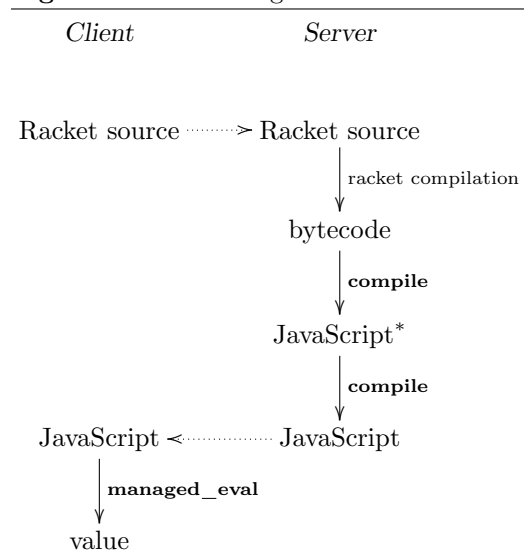 Client Server
Racket source Racket source
racket compilation
bytecode
compile
JavaScript*
compile
JavaScript JavaScript
managed_eval
value